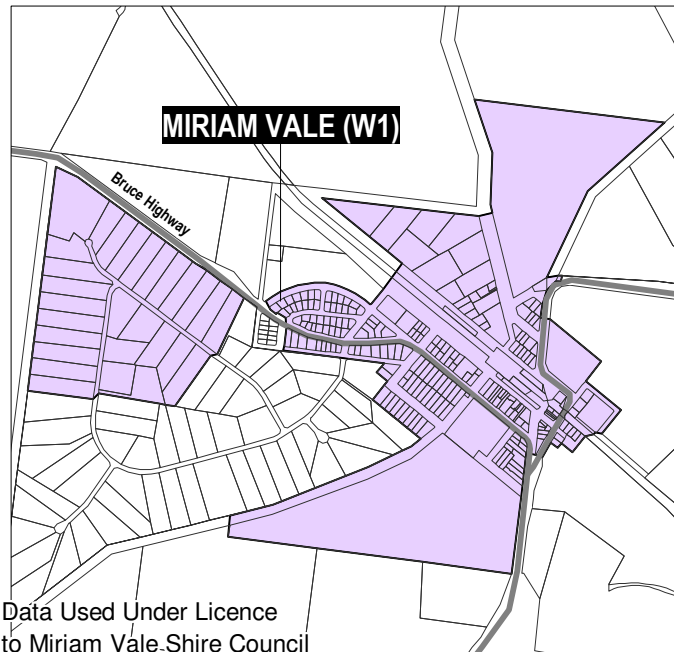 MIRIAM VALE (W1)
Bruce Highway
Data Used Under Licence
to Miriam Vale Shire Council